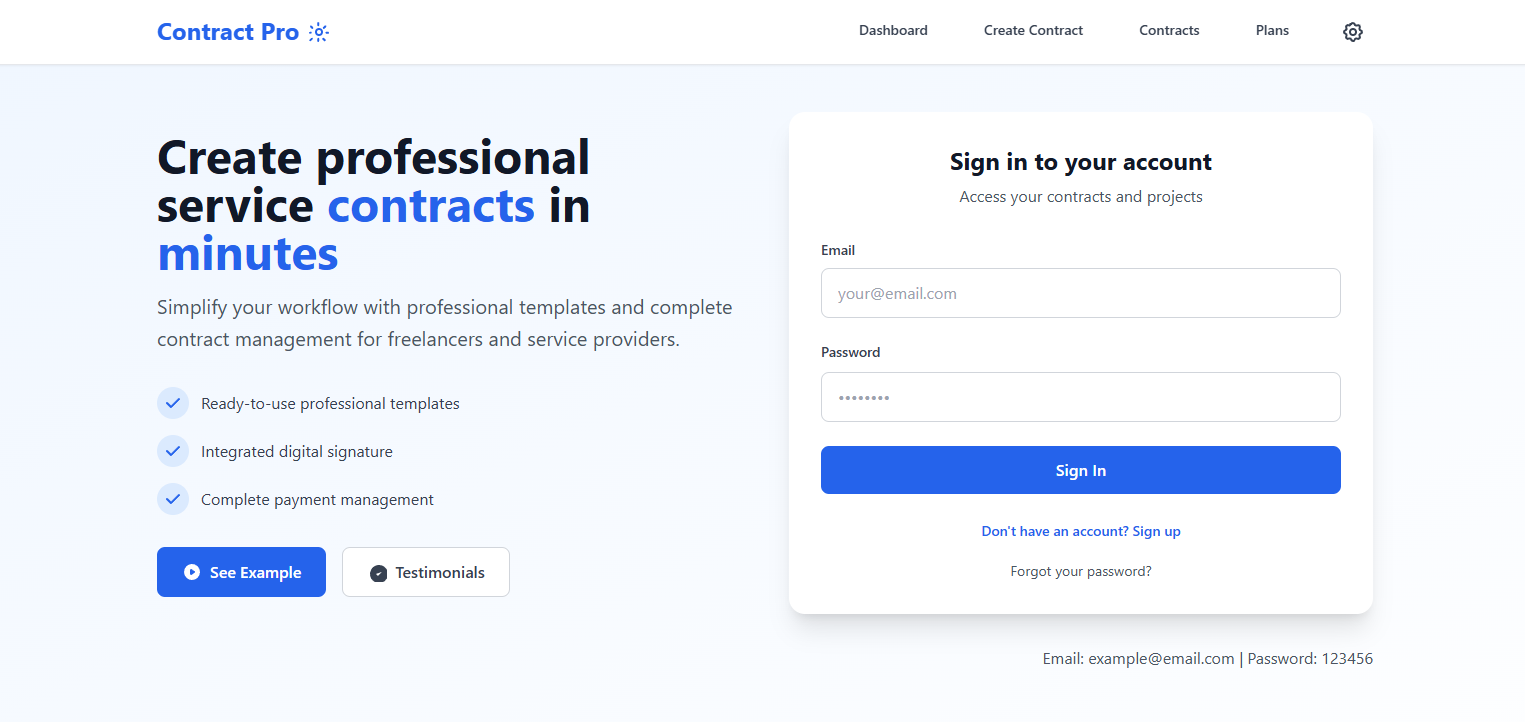 Contract Pro
Dashboard
Create Contract
Contracts
Plans
Create professional
service contracts in
minutes
Simplify your workflow with professional templates and complete
contract management for freelancers and service providers.
Ready-to-use professional templates
Integrated digital signature
Complete payment management
See Example
Testimonials
Sign in to your account
Access your contracts and projects
Email
your@email.com
Password
••••••••
Sign In
Don't have an account? Sign up
Forgot your password?
Email: example@email.com | Password: 123456